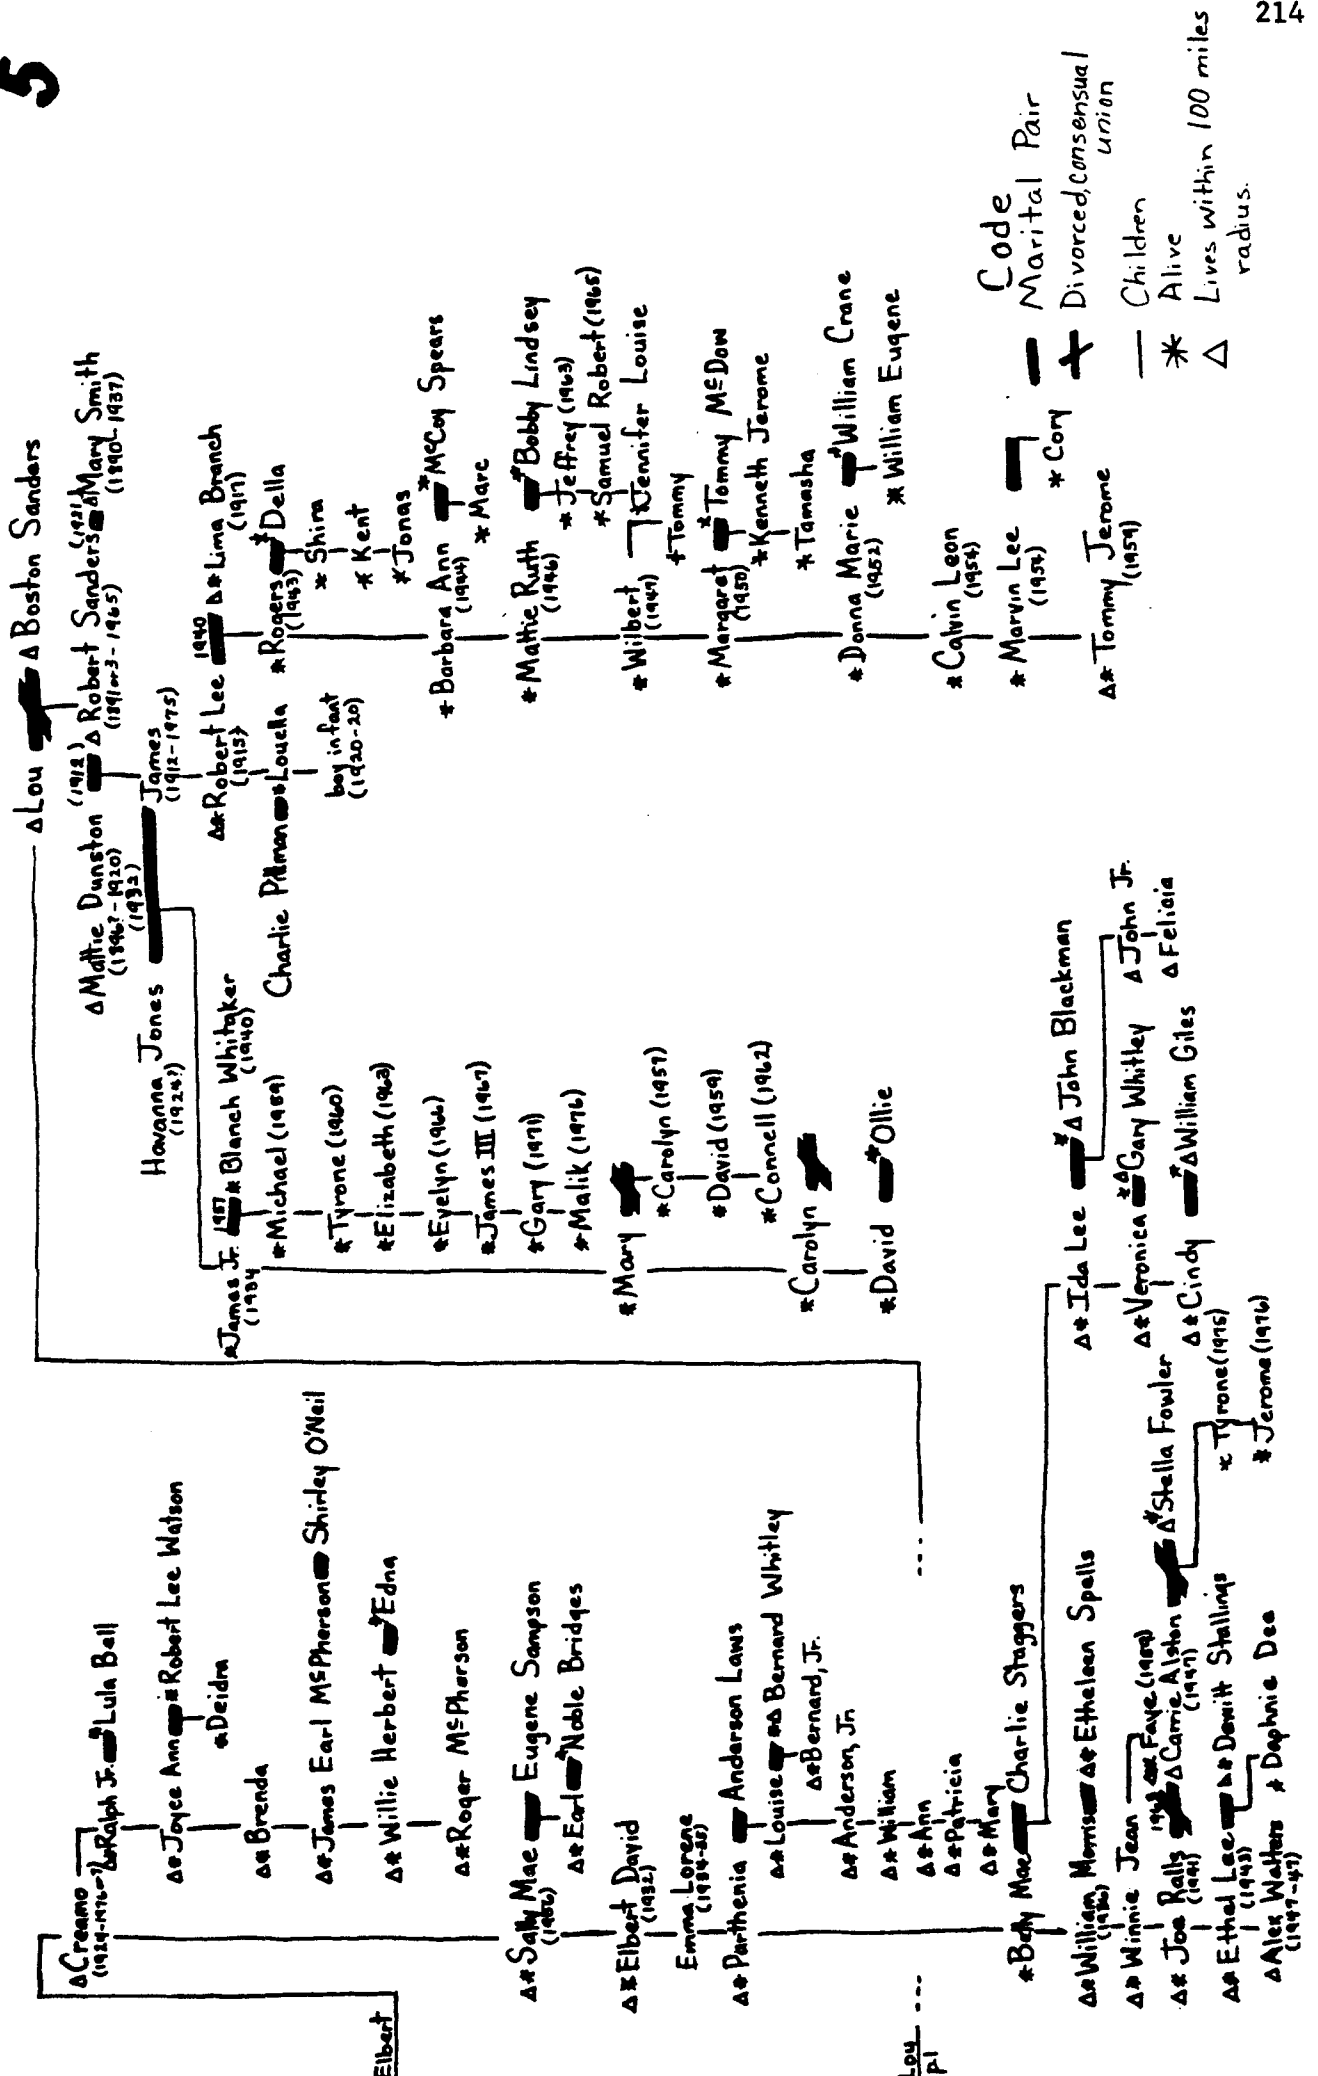 214
5
△ Lou △ Boston Sanders
△ Mattie Dunston (1912) △ Robert Sanders (1921) △ Mary Smith
(1896?-1920) (1891or3-1965) (1890-1937)
(1932)
Havanna Jones James
(1924?) (1912-1975)
△* Robert Lee 1940 △* Lima Branch
(1915) (1917)
Charlie Pittman Louella
boy infant
(1920-20)
* Rogers * Della
(1943)
* Shira
* Kent
* Jonas
* Barbara Ann * McCoy Spears
(1944)
* Marc
* Mattie Ruth * Bobby Lindsey
(1946)
* Jeffrey (1963)
* Samuel Robert (1965)
* Wilbert * Jennifer Louise
(1949)
* Tommy
* Margaret * Tommy McDow
(1950)
* Kenneth Jerome
* Tamasha
* Donna Marie * William Crane
(1952)
* William Eugene
* Calvin Leon
(1954)
* Marvin Lee
(1954)
* Cory
△* Tommy Jerome
(1959)
* James Jr. 1957 * Blanch Whitaker
(1934 (1940)
* Michael (1959)
* Tyrone (1960)
* Elizabeth (1963)
* Evelyn (1966)
* James III (1967)
* Gary (1971)
* Malik (1976)
* Mary
* Carolyn (1957)
* David (1959)
* Connell (1962)
* Carolyn
* David * Ollie
Elbert
△ Creamo
△* Ralph Jr. * Lula Bell
△* Joyce Ann * Robert Lee Watson
* Deidra
△* Brenda
△* James Earl McPherson Shirley O'Neil
△* Willie Herbert * Edna
△* Roger McPherson
△* Sally Mae Eugene Sampson
△* Earl Noble Bridges
△* Elbert David
(1932)
Emma Lorene
(1934-35)
△* Parthenia Anderson Laws
△* Louise *△ Bernard Whitley
△* Bernard, Jr.
△* Anderson, Jr
△* William
△* Ann
△* Patricia
△* Mary
Lou
p1
* Betty Mae Charlie Staggers
△* William Morris △* Ethelean Spells
△* Winnie Jean * Faye
△* Joe Ralls △ Carrie Alston △* Stella Fowler
(1941) (1947)
* Tyrone (1975)
* Jerome (1976)
△* Ethel Lee △* Dewitt Stallings
(1943)
* Daphnie Dee
△ Alex Walters
(1947-47)
△* Ida Lee *△ John Blackman
△ John Jr.
△ Felicia
△* Veronica *△ Gary Whitley
△* Cindy *△ William Giles
Code
Marital Pair
Divorced, consensual
union
Children
* Alive
△ Lives within 100 miles
radius.